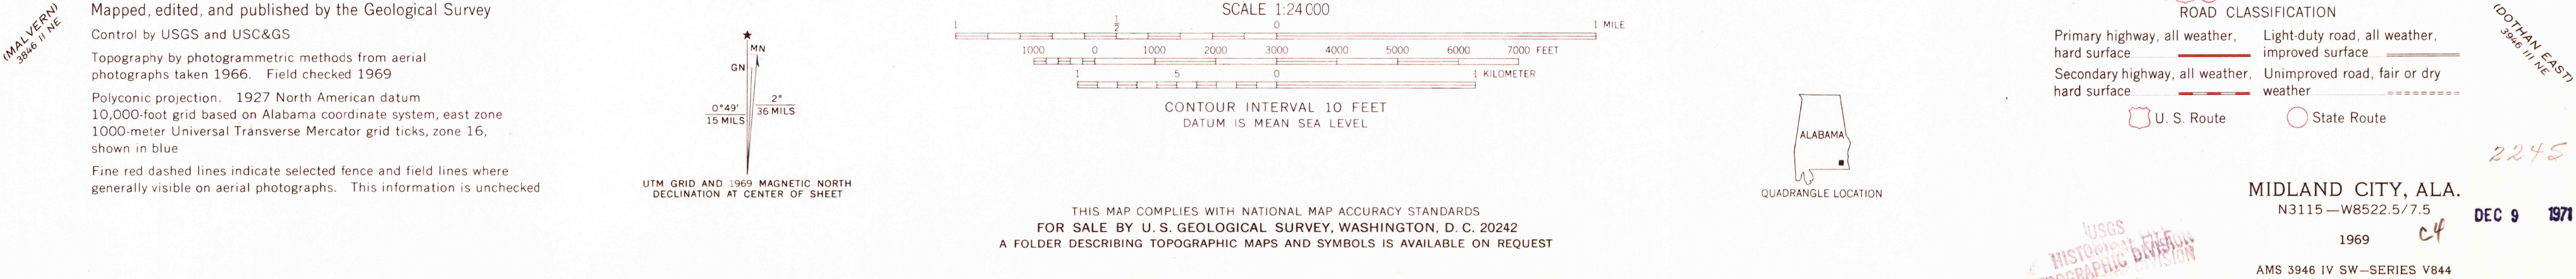 (MALVERN)
3846 II NE
Mapped, edited, and published by the Geological Survey
Control by USGS and USC&GS
Topography by photogrammetric methods from aerial
photographs taken 1966. Field checked 1969
Polyconic projection. 1927 North American datum
10,000-foot grid based on Alabama coordinate system, east zone
1000-meter Universal Transverse Mercator grid ticks, zone 16,
shown in blue
Fine red dashed lines indicate selected fence and field lines where
generally visible on aerial photographs. This information is unchecked
★
MN
GN
0°49'
15 MILS
2°
36 MILS
UTM GRID AND 1969 MAGNETIC NORTH
DECLINATION AT CENTER OF SHEET
SCALE 1:24 000
1 ½ 0 1 MILE
1000 0 1000 2000 3000 4000 5000 6000 7000 FEET
1 .5 0 1 KILOMETER
CONTOUR INTERVAL 10 FEET
DATUM IS MEAN SEA LEVEL
THIS MAP COMPLIES WITH NATIONAL MAP ACCURACY STANDARDS
FOR SALE BY U. S. GEOLOGICAL SURVEY, WASHINGTON, D. C. 20242
A FOLDER DESCRIBING TOPOGRAPHIC MAPS AND SYMBOLS IS AVAILABLE ON REQUEST
ALABAMA
QUADRANGLE LOCATION
ROAD CLASSIFICATION
Primary highway, all weather,
hard surface
Light-duty road, all weather,
improved surface
Secondary highway, all weather,
hard surface
Unimproved road, fair or dry
weather
U. S. Route
State Route
(DOTHAN EAST)
3946 III NE
2245
MIDLAND CITY, ALA.
N3115—W8522.5/7.5
1969
C4
DEC 9 1971
AMS 3946 IV SW—SERIES V844
USGS
HISTORICAL
DIVISION